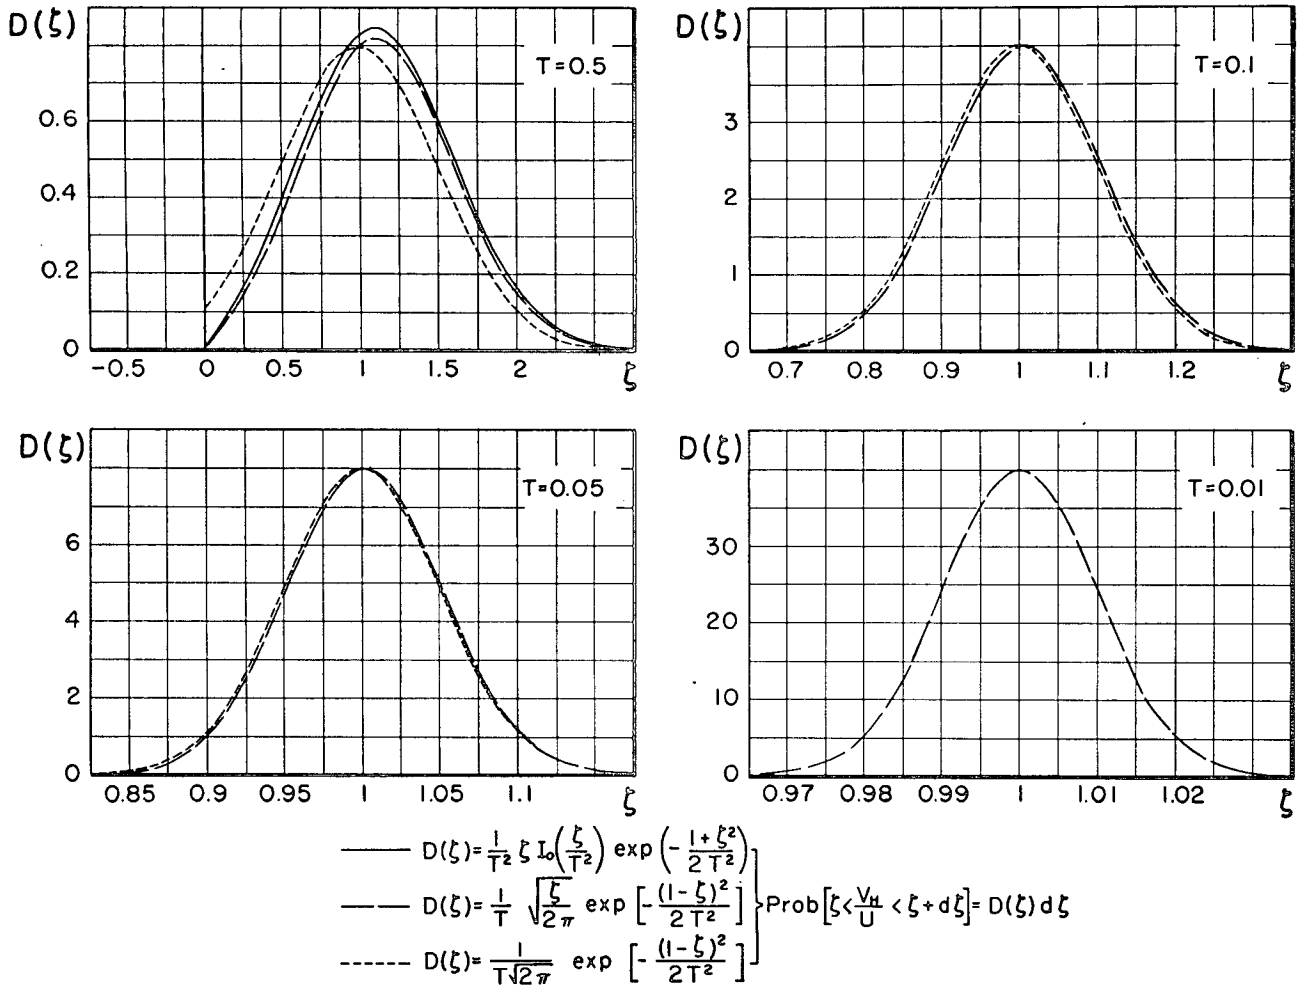 D(ζ)
T=0.5
0.6
0.4
0.2
0
-0.5 0 0.5 1 1.5 2 ζ
D(ζ)
T=0.1
3
2
1
0
0.7 0.8 0.9 1 1.1 1.2 ζ
D(ζ)
T=0.05
6
4
2
0
0.85 0.9 0.95 1 1.05 1.1 ζ
D(ζ)
T=0.01
30
20
10
0
0.97 0.98 0.99 1 1.01 1.02 ζ
D(ζ)=1/T² ζ I₀(ζ/T²) exp(-(1+ζ²)/2T²)
D(ζ)=1/T √(ζ/2π) exp[-(1-ζ)²/2T²] Prob[ζ<V_H/U<ζ+dζ]=D(ζ)dζ
D(ζ)=1/(T√2π) exp[-(1-ζ)²/2T²]